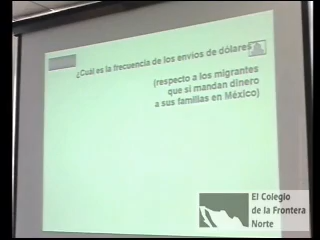 ¿Cuál es la frecuencia de los envíos de dólares
(respecto a los migrantes
que si mandan dinero
a sus familias en México)
El Colegio
de la Frontera
Norte